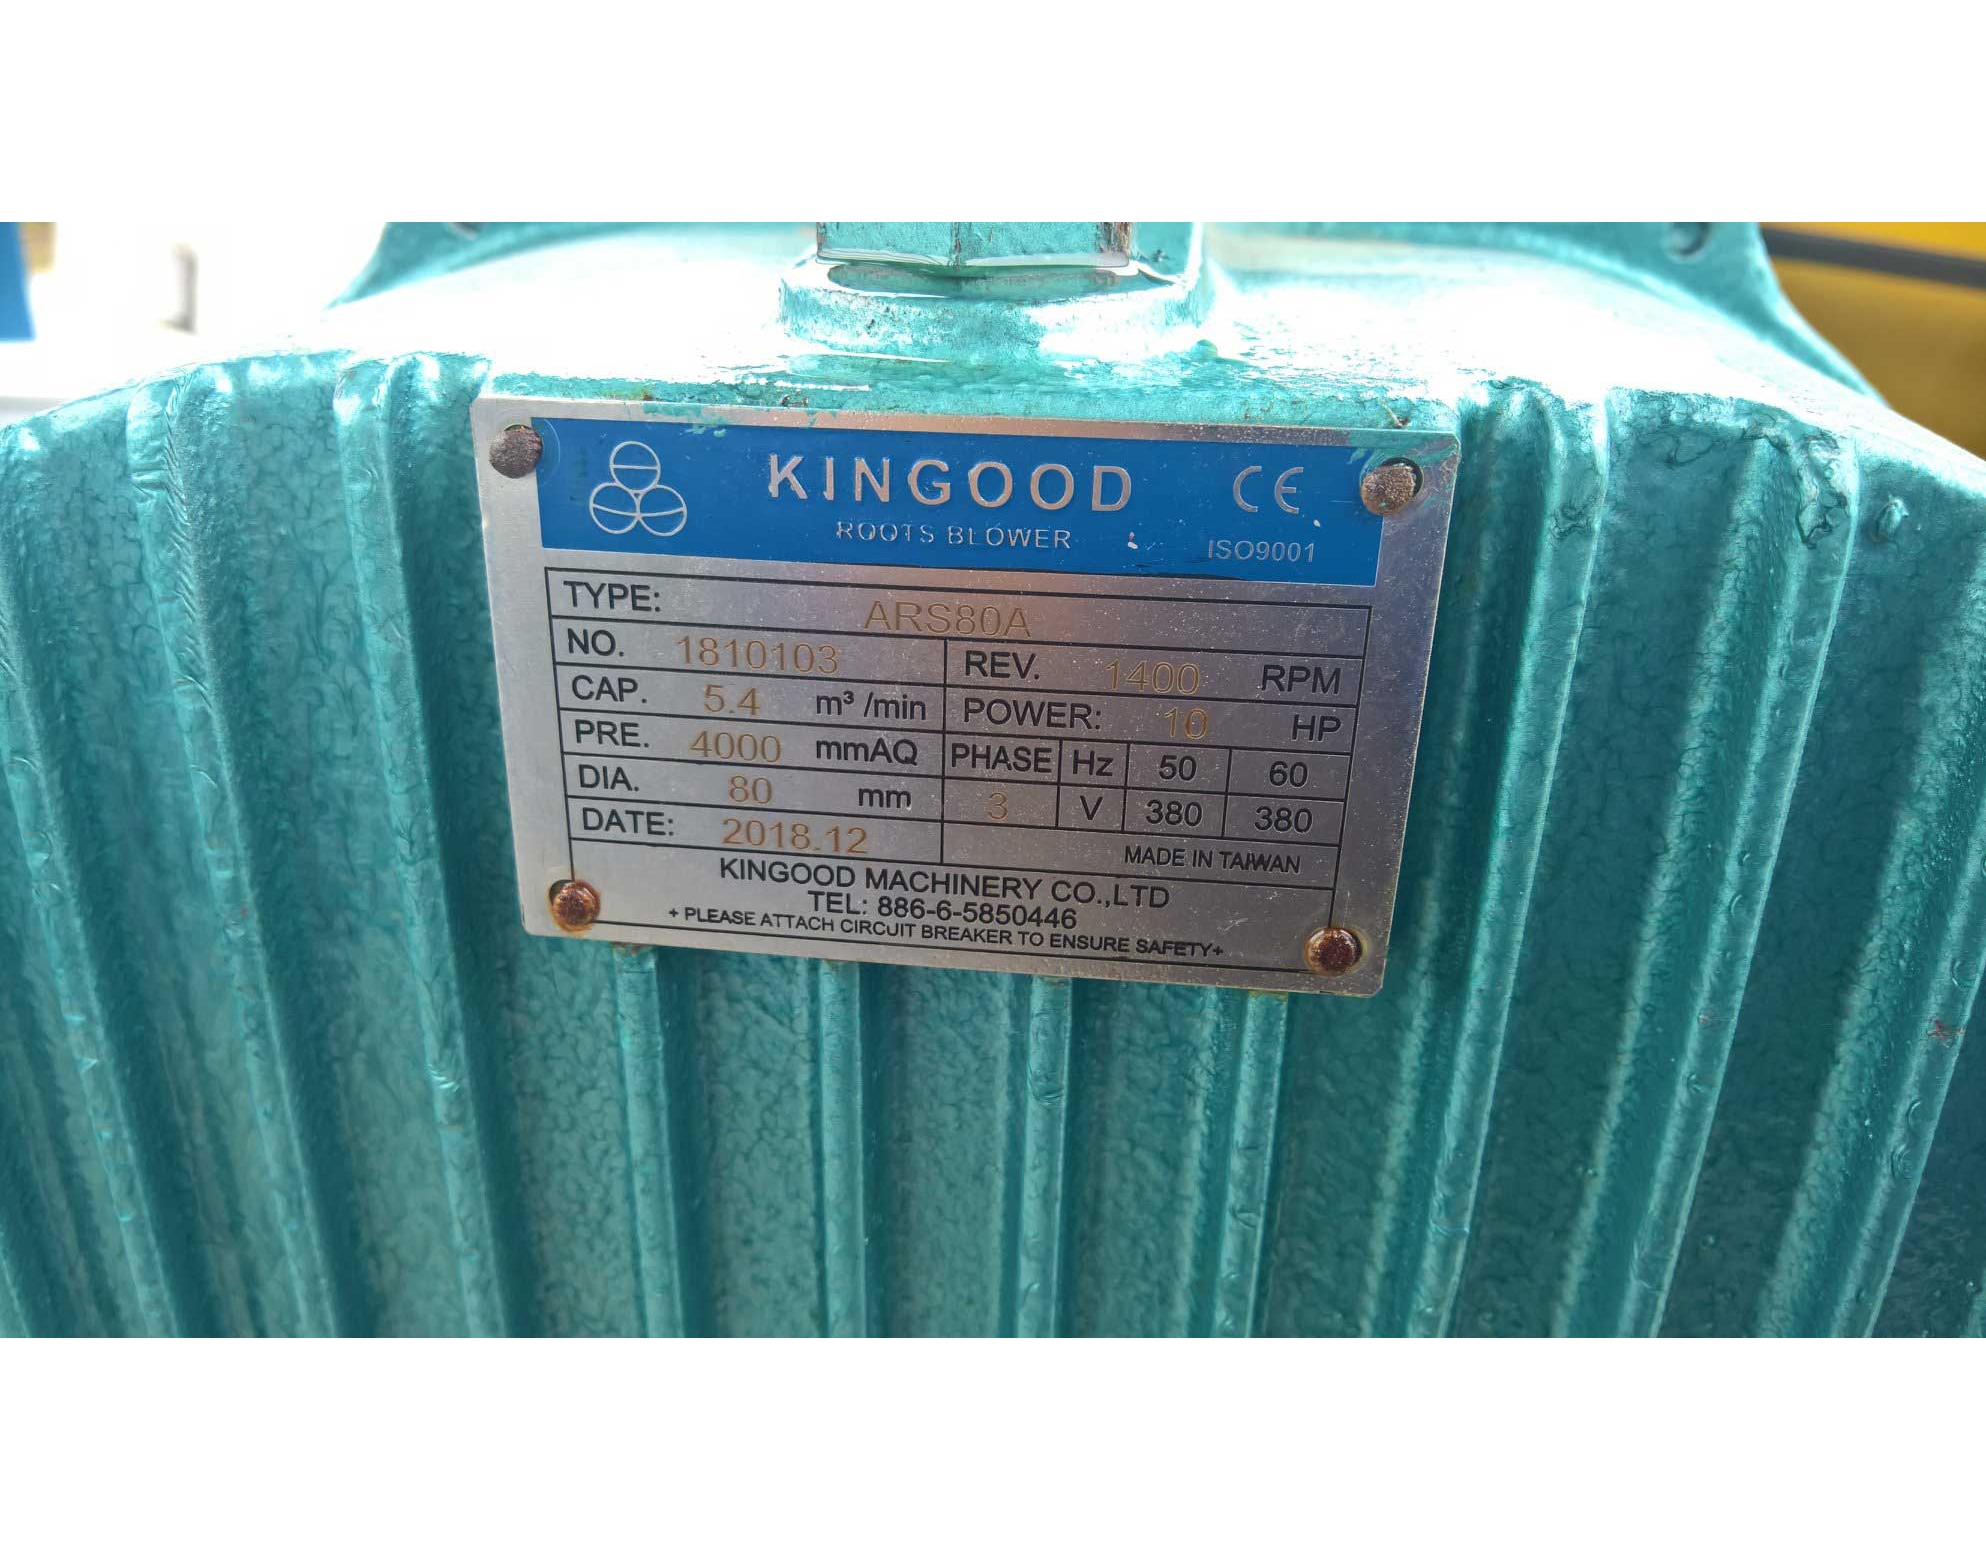 KINGOOD CE
ROOTS BLOWER ISO9001
TYPE: ARS80A
NO. 1810103 REV. 1400 RPM
CAP. 5.4 m³/min POWER: 10 HP
PRE. 4000 mmAQ PHASE Hz 50 60
DIA. 80 mm 3 V 380 380
DATE: 2018.12 MADE IN TAIWAN
KINGOOD MACHINERY CO.,LTD
TEL: 886-6-5850446
+ PLEASE ATTACH CIRCUIT BREAKER TO ENSURE SAFETY+